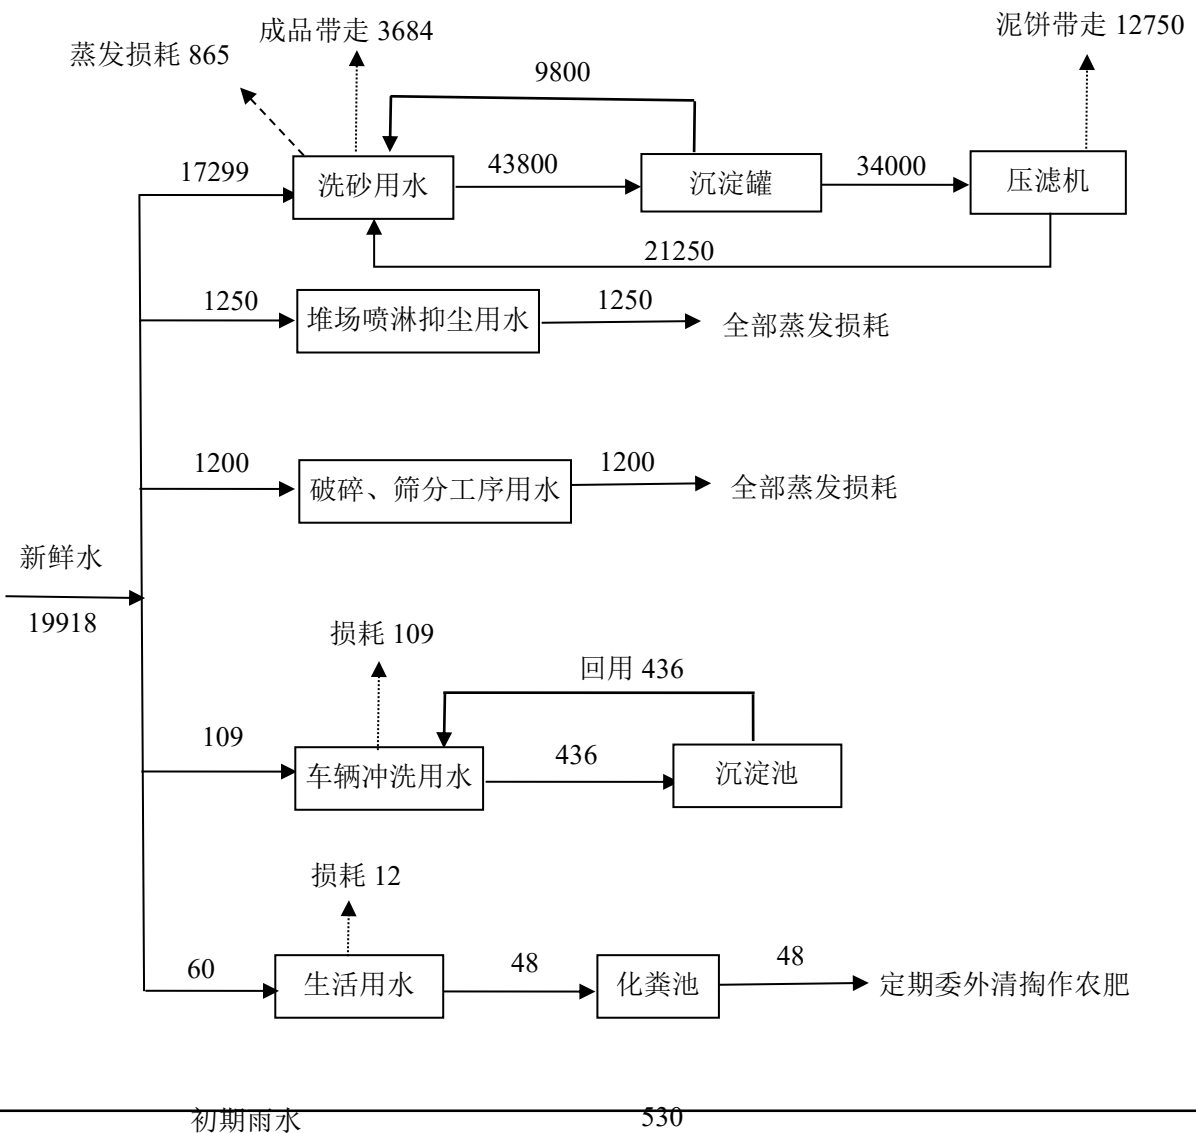 成品带走 3684
泥饼带走 12750
蒸发损耗 865
9800
17299
洗砂用水
43800
沉淀罐
34000
压滤机
21250
1250
堆场喷淋抑尘用水
1250
全部蒸发损耗
1200
破碎、筛分工序用水
1200
全部蒸发损耗
新鲜水
19918
损耗 109
回用 436
109
车辆冲洗用水
436
沉淀池
损耗 12
60
生活用水
48
化粪池
48
定期委外清掏作农肥
初期雨水
530